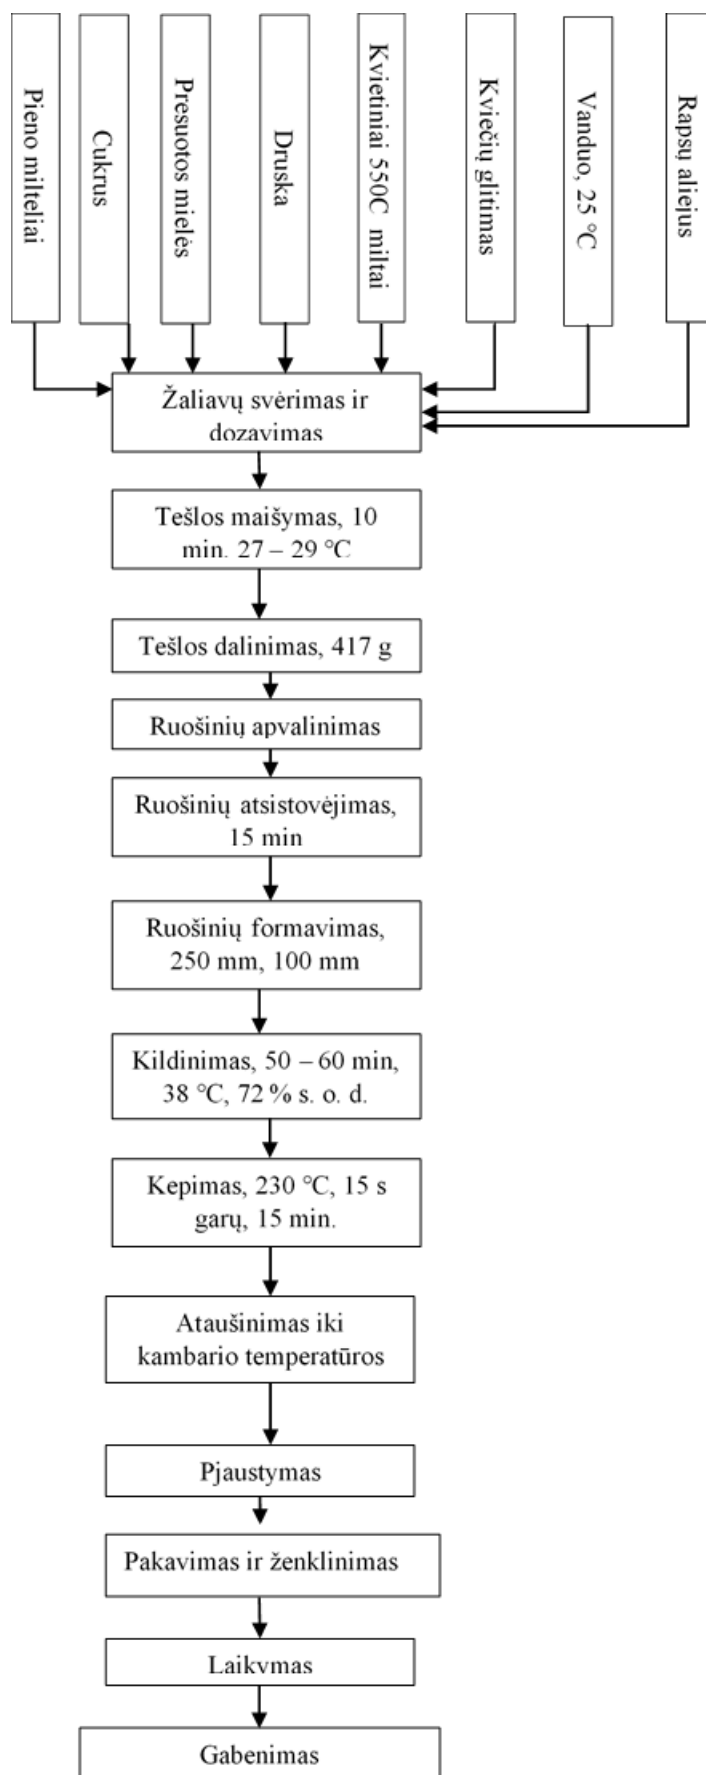 Pieno milteliai
Cukrus
Presuotos mielės
Druska
Kvietiniai 550C miltai
Kviečių glitimas
Vanduo, 25 °C
Rapsų aliejus
Žaliavų svėrimas ir
dozavimas
Tešlos maišymas, 10
min. 27 – 29 °C
Tešlos dalinimas, 417 g
Ruošinių apvalinimas
Ruošinių atsistovėjimas,
15 min
Ruošinių formavimas,
250 mm, 100 mm
Kildinimas, 50 – 60 min,
38 °C, 72 % s. o. d.
Kepimas, 230 °C, 15 s
garų, 15 min.
Ataušinimas iki
kambario temperatūros
Pjaustymas
Pakavimas ir ženklinimas
Laikymas
Gabenimas